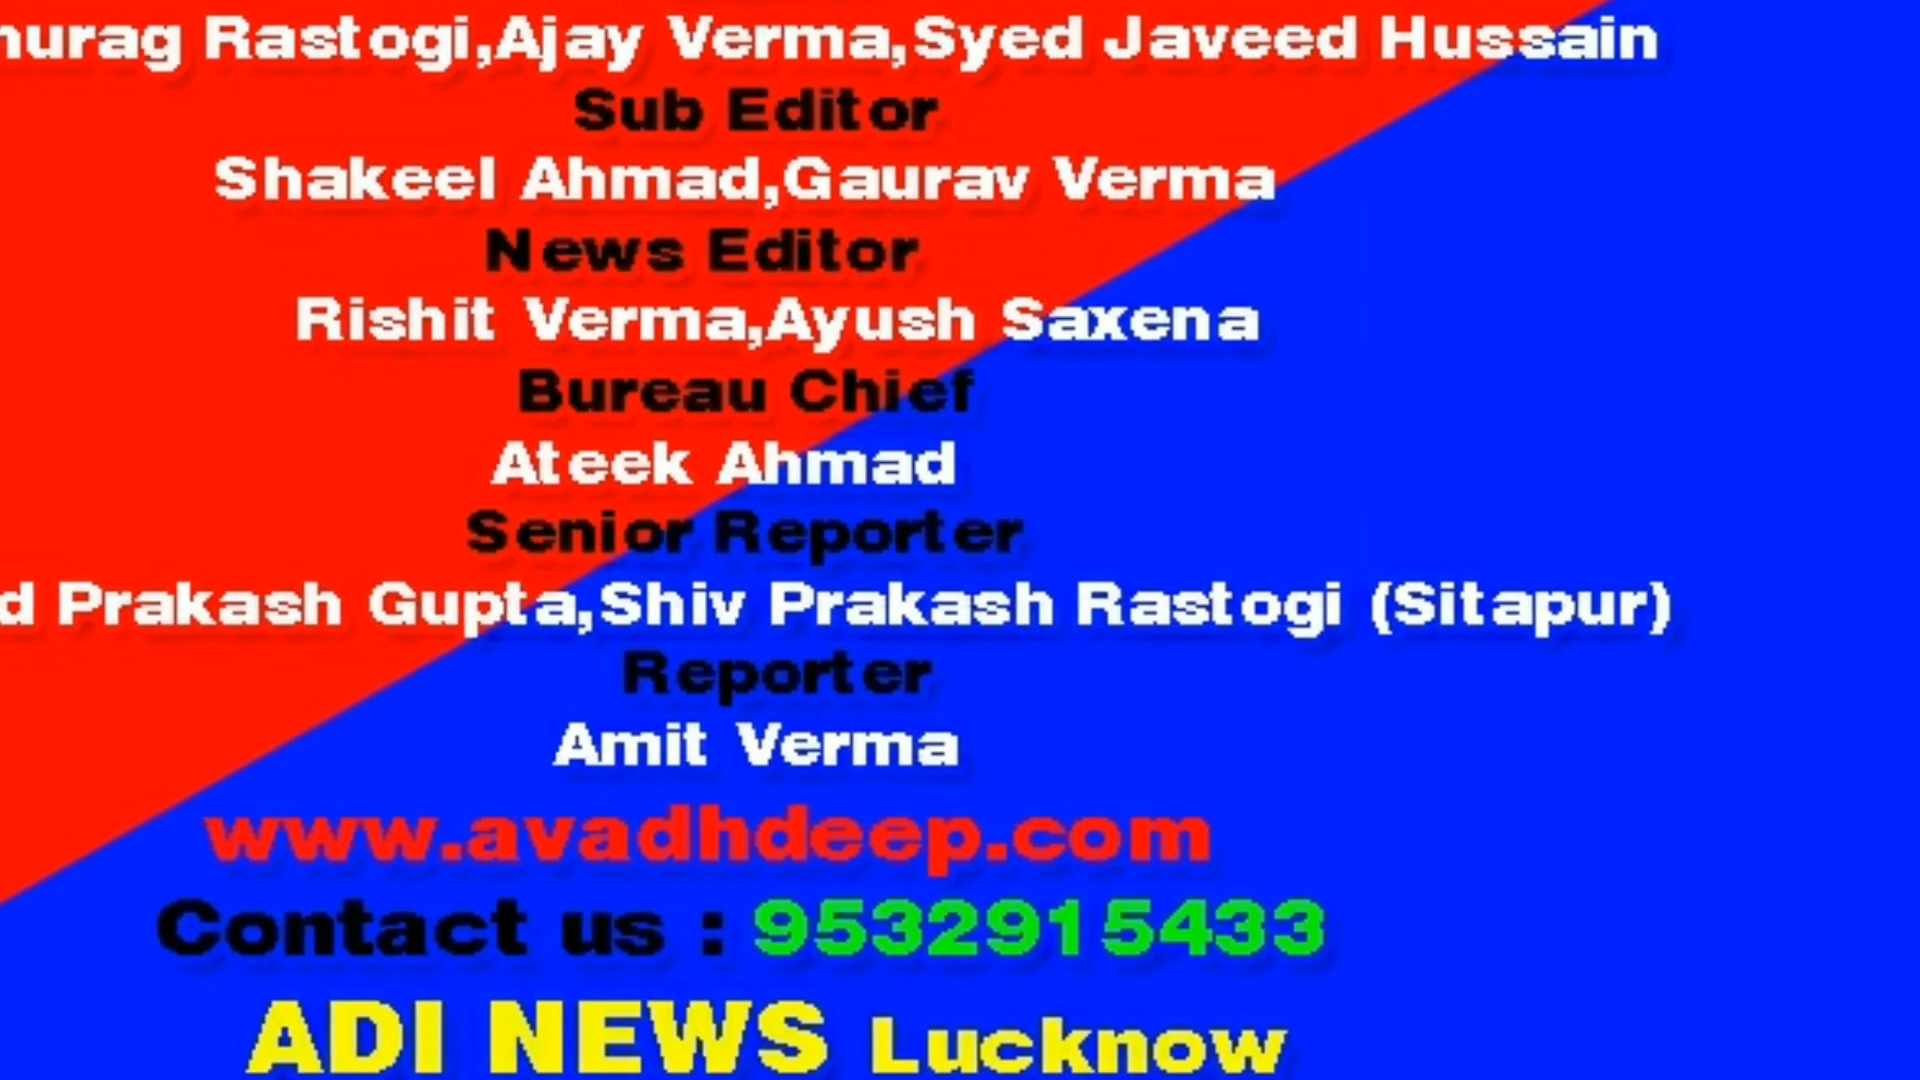 nurag Rastogi,Ajay Verma,Syed Javeed Hussain
Sub Editor
Shakeel Ahmad,Gaurav Verma
News Editor
Rishit Verma,Ayush Saxena
Bureau Chief
Ateek Ahmad
Senior Reporter
d Prakash Gupta,Shiv Prakash Rastogi (Sitapur)
Reporter
Amit Verma
www.avadhdeep.com
Contact us : 9532915433
ADI NEWS Lucknow